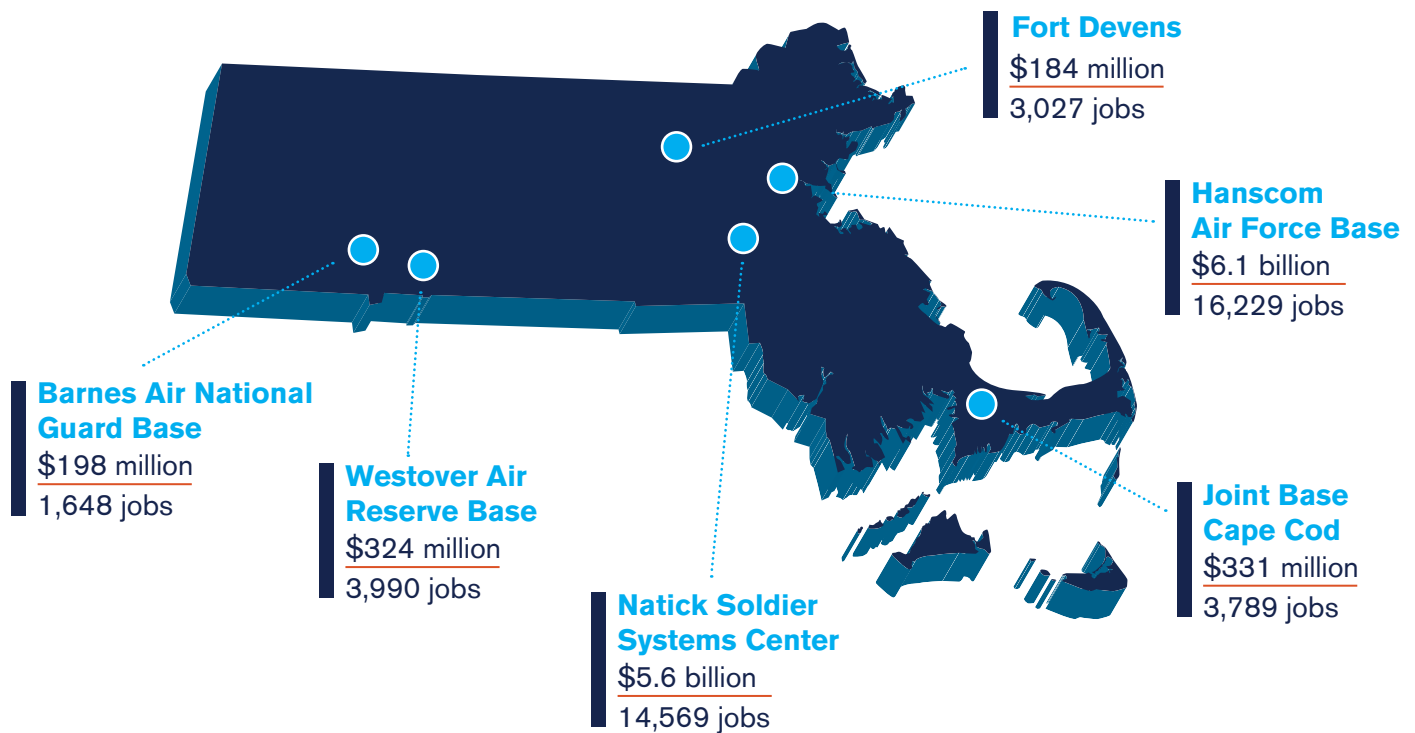 Fort Devens
$184 million
3,027 jobs
Hanscom
Air Force Base
$6.1 billion
16,229 jobs
Barnes Air National
Guard Base
$198 million
1,648 jobs
Westover Air
Reserve Base
$324 million
3,990 jobs
Natick Soldier
Systems Center
$5.6 billion
14,569 jobs
Joint Base
Cape Cod
$331 million
3,789 jobs